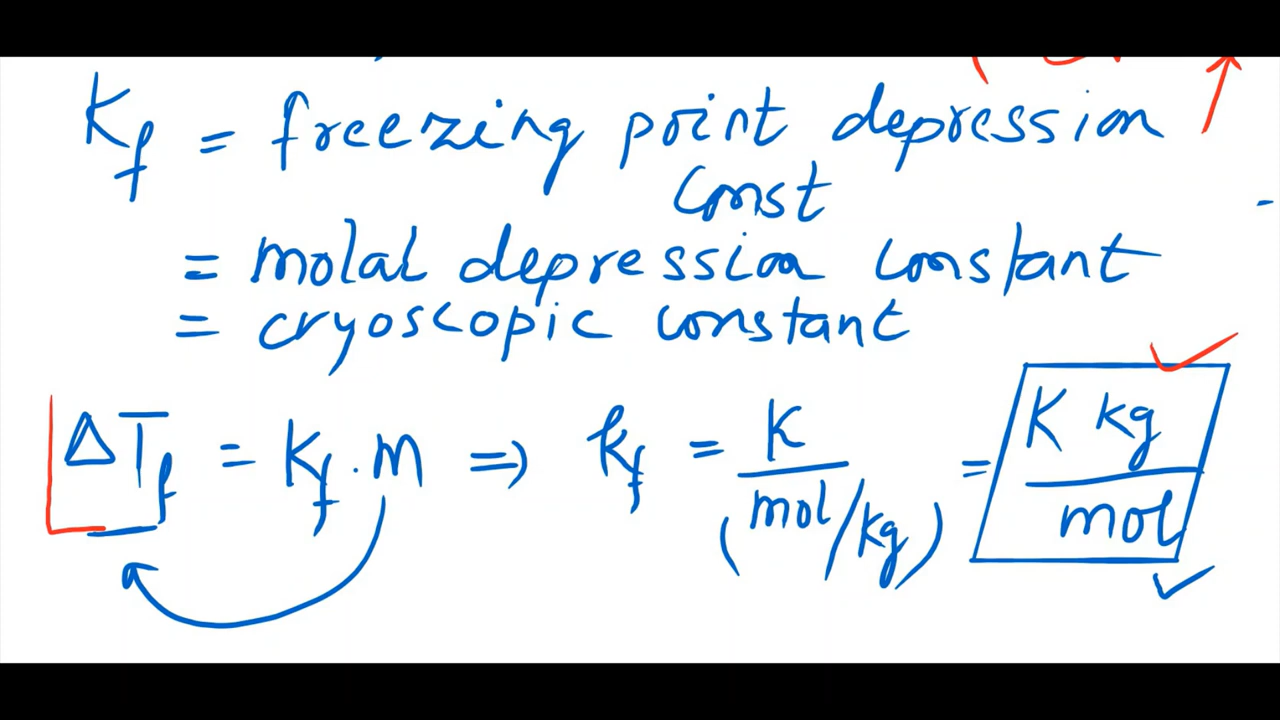 Kf = freezing point depression
const
= molal depression constant
= cryoscopic constant
ΔTf = Kf . m ⇒ Kf = K / (mol/kg) = K kg / mol